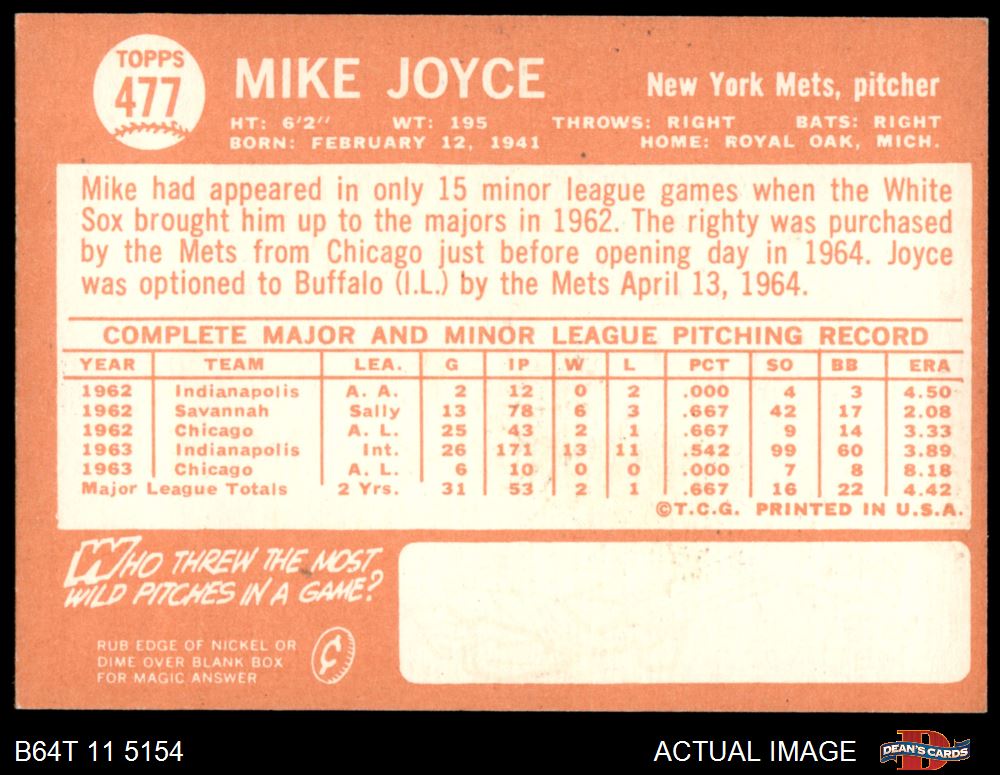 TOPPS
477
MIKE JOYCE
New York Mets, pitcher
HT: 6'2" WT: 195 THROWS: RIGHT BATS: RIGHT
BORN: FEBRUARY 12, 1941 HOME: ROYAL OAK, MICH.
Mike had appeared in only 15 minor league games when the White
Sox brought him up to the majors in 1962. The righty was purchased
by the Mets from Chicago just before opening day in 1964. Joyce
was optioned to Buffalo (I.L.) by the Mets April 13, 1964.
COMPLETE MAJOR AND MINOR LEAGUE PITCHING RECORD
YEAR TEAM LEA. G IP W L PCT SO BB ERA
1962 Indianapolis A. A. 2 12 0 2 .000 4 3 4.50
1962 Savannah Sally 13 78 6 3 .667 42 17 2.08
1962 Chicago A. L. 25 43 2 1 .667 9 14 3.33
1963 Indianapolis Int. 26 171 13 11 .542 99 60 3.89
1963 Chicago A. L. 6 10 0 0 .000 7 8 8.18
Major League Totals 2 Yrs. 31 53 2 1 .667 16 22 4.42
©T.C.G. PRINTED IN U.S.A.
WHO THREW THE MOST
WILD PITCHES IN A GAME?
RUB EDGE OF NICKEL OR
DIME OVER BLANK BOX
FOR MAGIC ANSWER
¢
B64T 11 5154
ACTUAL IMAGE
D
DEAN'S CARDS